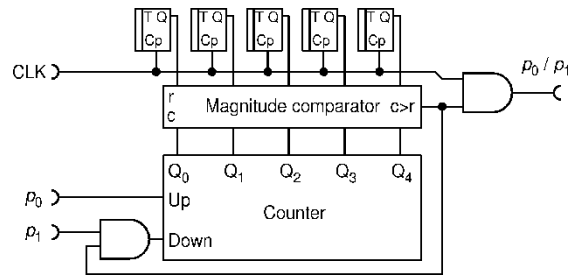 T Q T Q T Q T Q T Q
Cp Cp Cp Cp Cp
CLK
p0 / p1
r
Magnitude comparator c>r
c
Q0 Q1 Q2 Q3 Q4
p0
Up
Counter
p1
Down